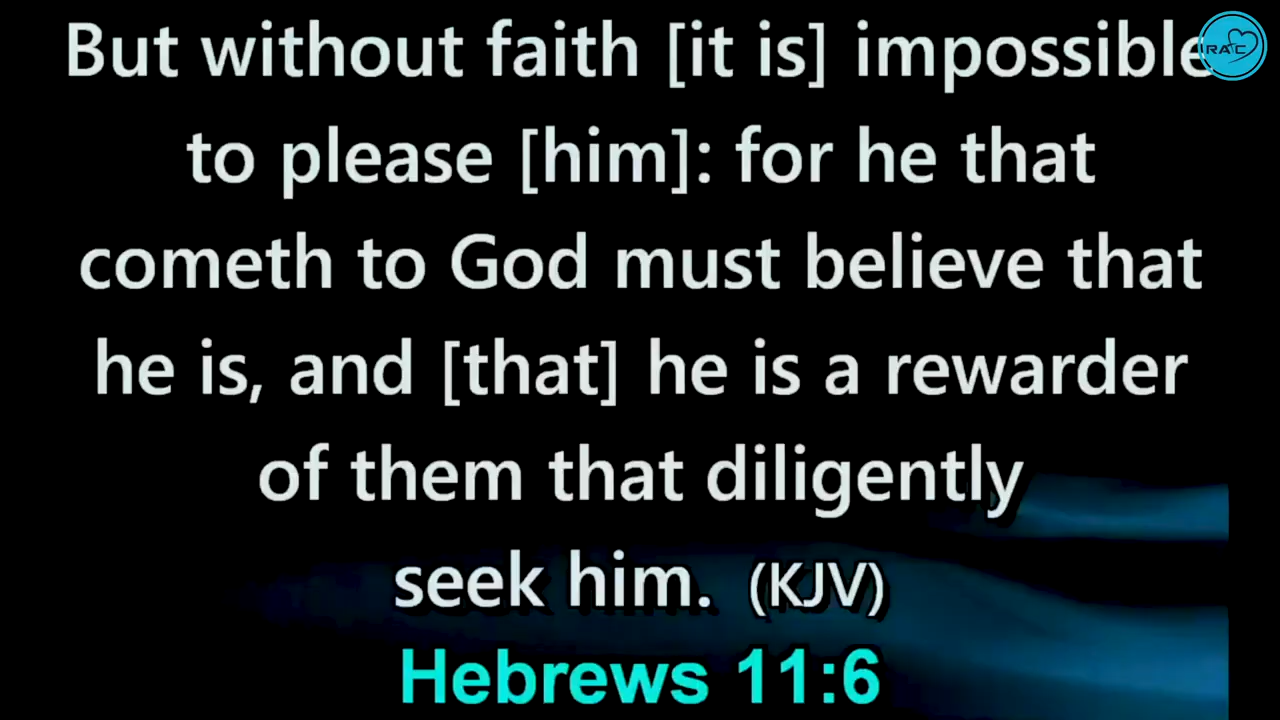 But without faith [it is] impossible
to please [him]: for he that
cometh to God must believe that
he is, and [that] he is a rewarder
of them that diligently
seek him. (KJV)
Hebrews 11:6
RAC